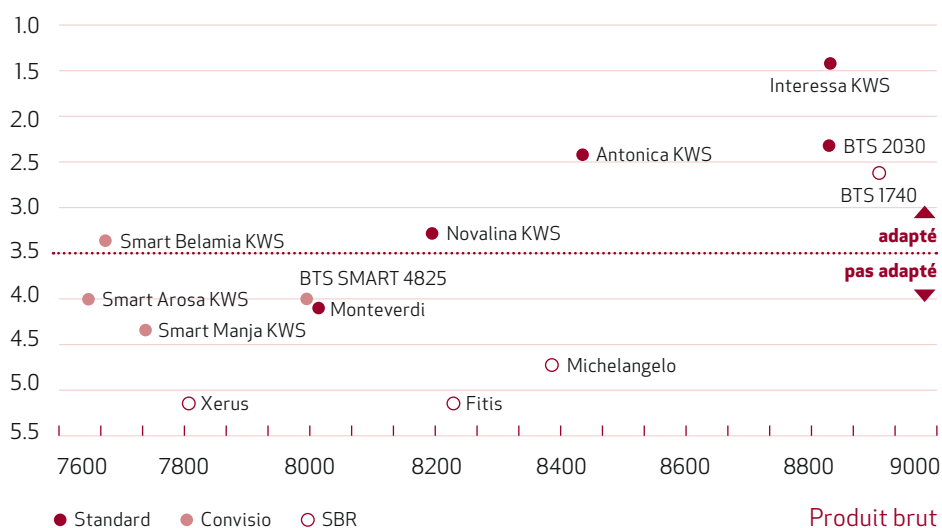 1.0
1.5
Interessa KWS
2.0
BTS 2030
2.5
Antonica KWS
BTS 1740
3.0
Novalina KWS
adapté
Smart Belamia KWS
3.5
pas adapté
BTS SMART 4825
4.0
Smart Arosa KWS
Monteverdi
4.5
Smart Manja KWS
Michelangelo
5.0
Xerus
Fitis
5.5
7600 7800 8000 8200 8400 8600 8800 9000
Standard Convisio SBR
Produit brut